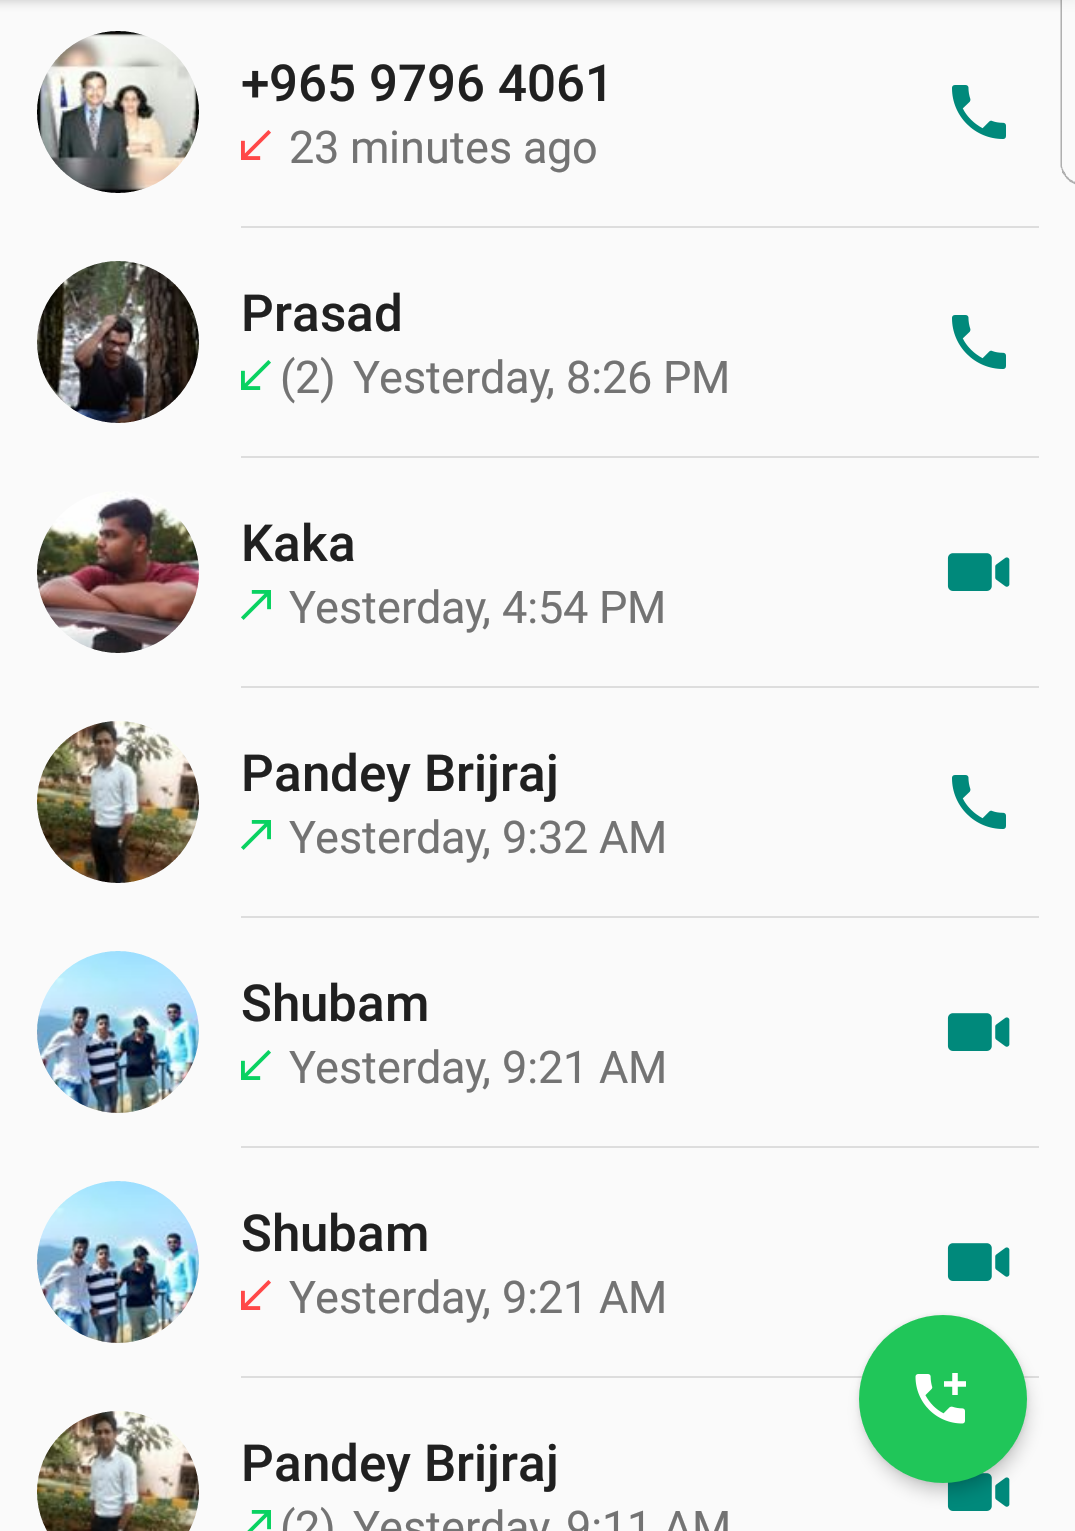 +965 9796 4061
23 minutes ago
Prasad
(2) Yesterday, 8:26 PM
Kaka
Yesterday, 4:54 PM
Pandey Brijraj
Yesterday, 9:32 AM
Shubam
Yesterday, 9:21 AM
Shubam
Yesterday, 9:21 AM
Pandey Brijraj
(2) Yesterday, 9:11 AM